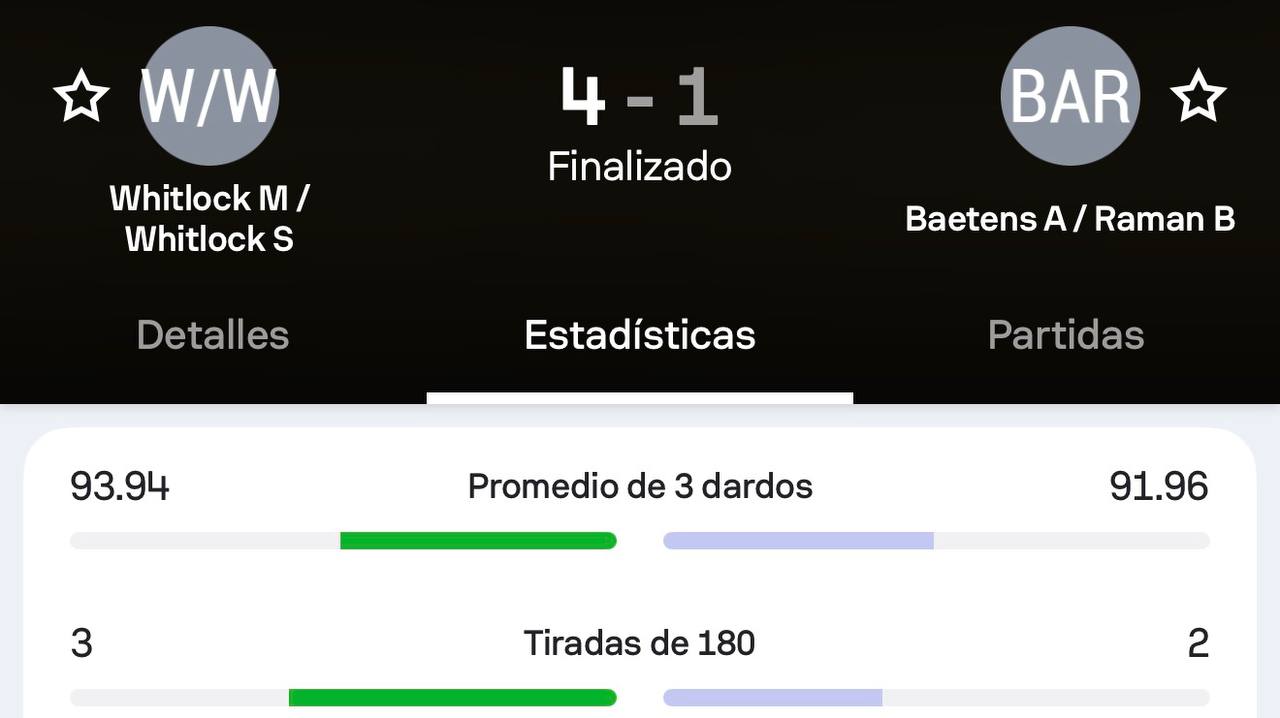 W/W
4 - 1
BAR
Finalizado
Whitlock M /
Whitlock S
Baetens A / Raman B
Detalles
Estadísticas
Partidas
93.94
Promedio de 3 dardos
91.96
3
Tiradas de 180
2